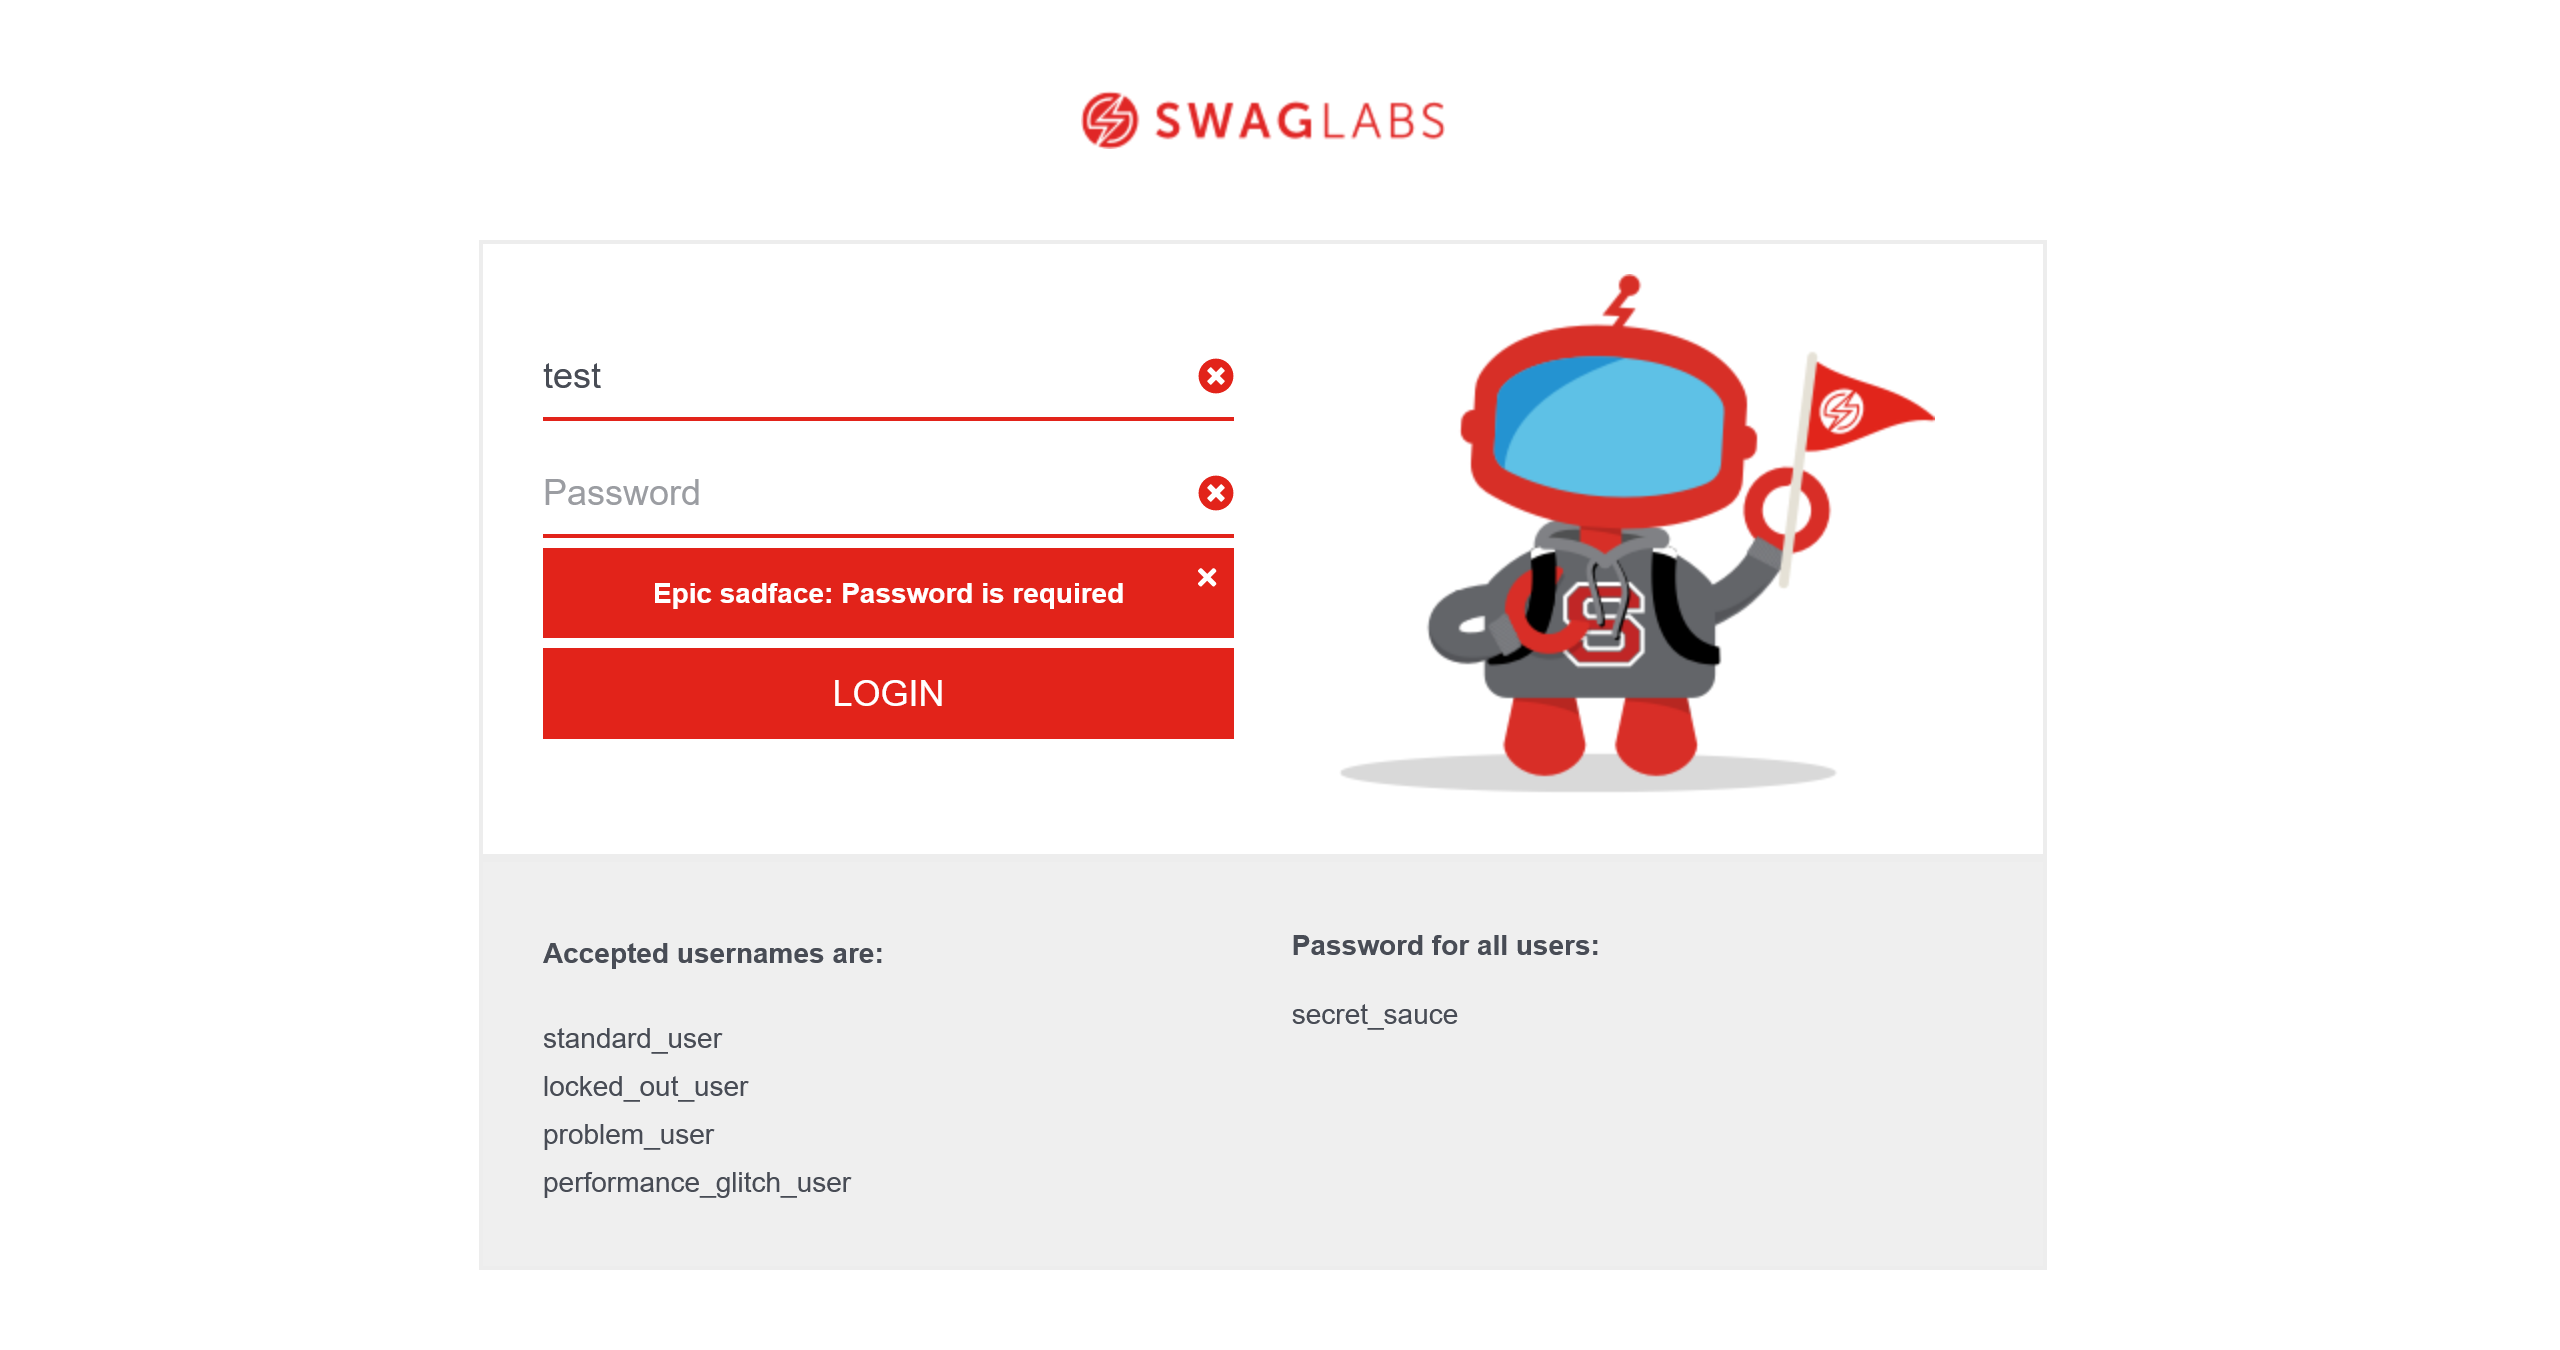 SWAGLABS
test
Password
Epic sadface: Password is required
LOGIN
Accepted usernames are:
standard_user
locked_out_user
problem_user
performance_glitch_user
Password for all users:
secret_sauce